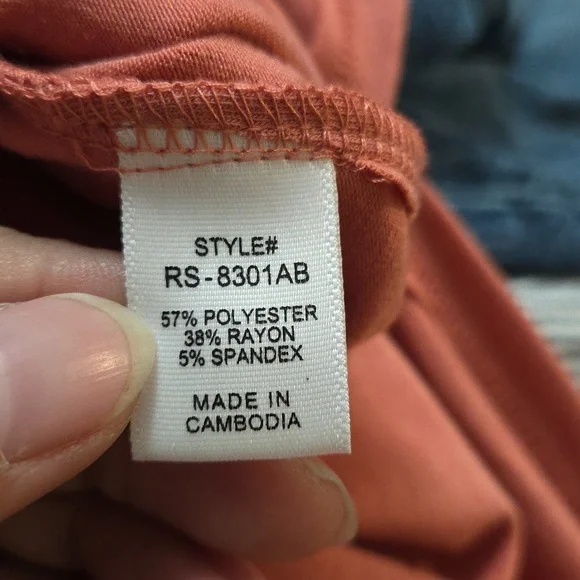 STYLE#
RS-8301AB
57% POLYESTER
38% RAYON
5% SPANDEX
MADE IN
CAMBODIA